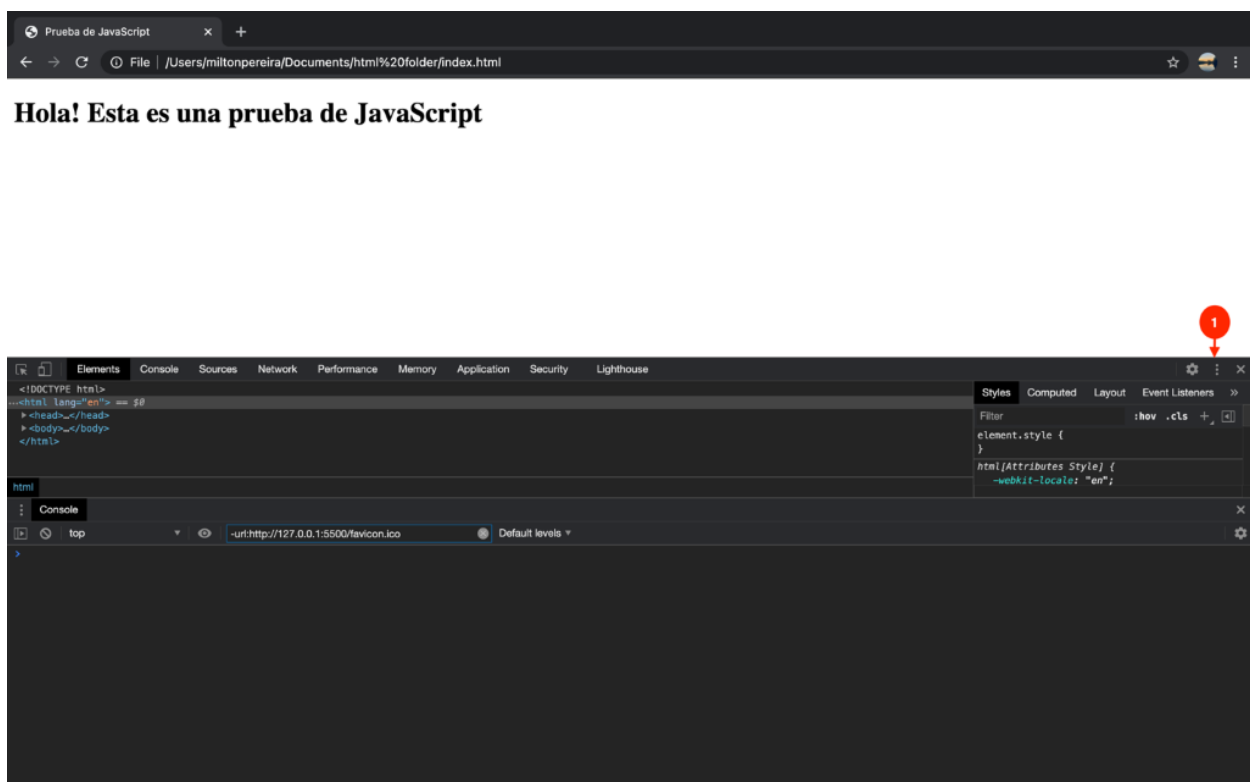 Prueba de JavaScript
File | /Users/miltonpereira/Documents/html%20folder/index.html
Hola! Esta es una prueba de JavaScript
1
Elements Console Sources Network Performance Memory Application Security Lighthouse
<!DOCTYPE html>
...<html lang="en"> == $0
<head>…</head>
<body>…</body>
</html>
html
Styles Computed Layout Event Listeners »
Filter :hov .cls +
element.style {
}
html[Attributes Style] {
-webkit-locale: "en";
Console
top -url:http://127.0.0.1:5500/favicon.ico Default levels